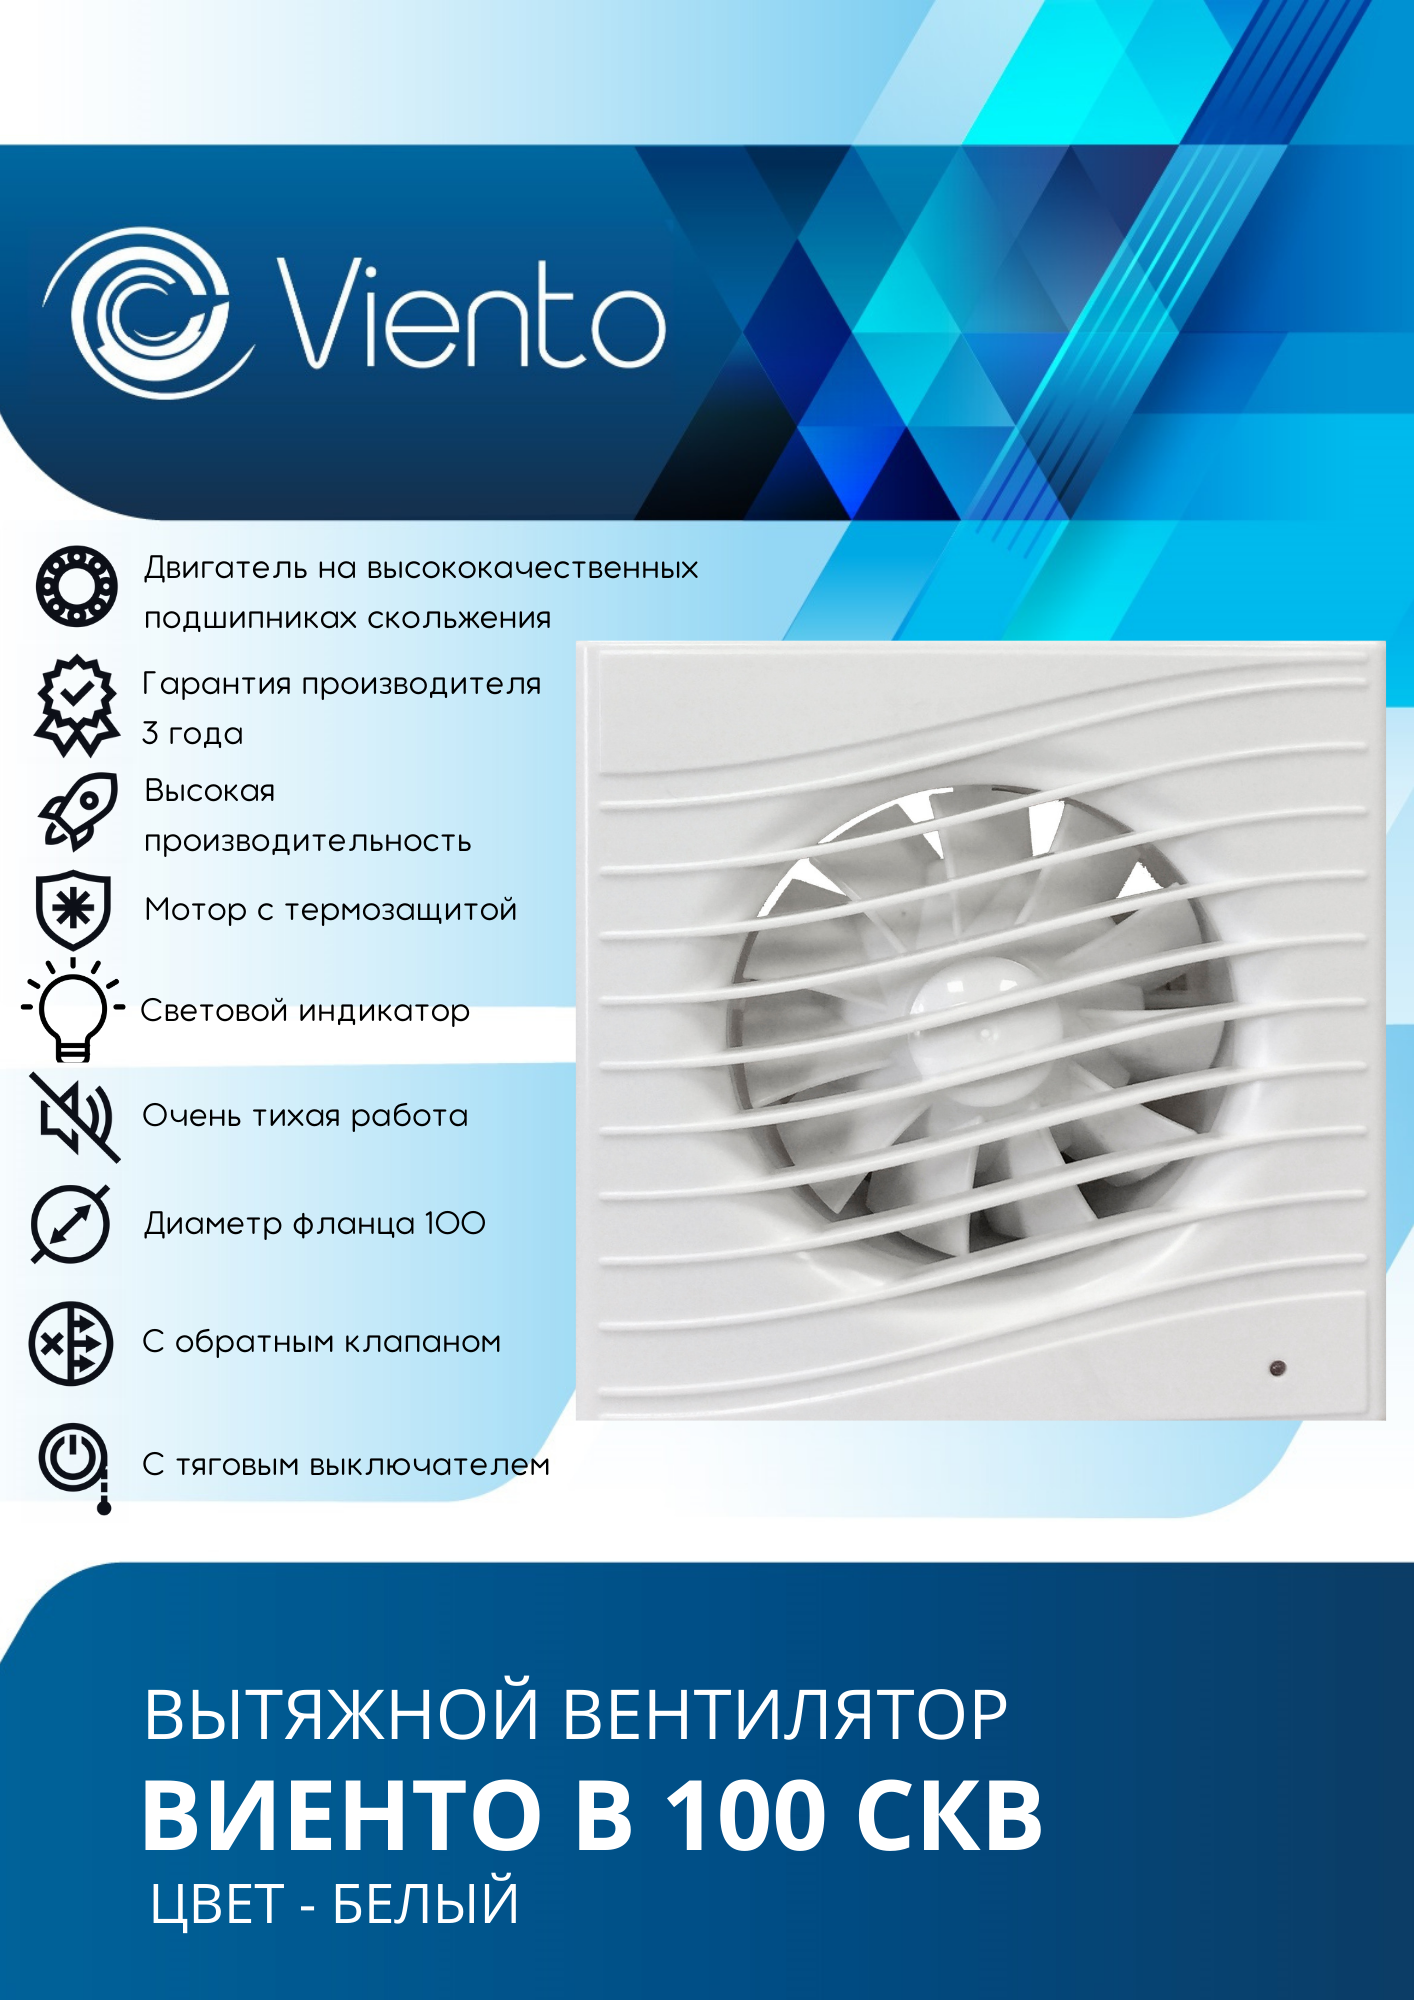 Viento
Двигатель на высококачественных
подшипниках скольжения
Гарантия производителя
3 года
Высокая
производительность
Мотор с термозащитой
Световой индикатор
Очень тихая работа
Диаметр фланца 100
С обратным клапаном
С тяговым выключателем
ВЫТЯЖНОЙ ВЕНТИЛЯТОР
ВИЕНТО В 100 СКВ
ЦВЕТ - БЕЛЫЙ